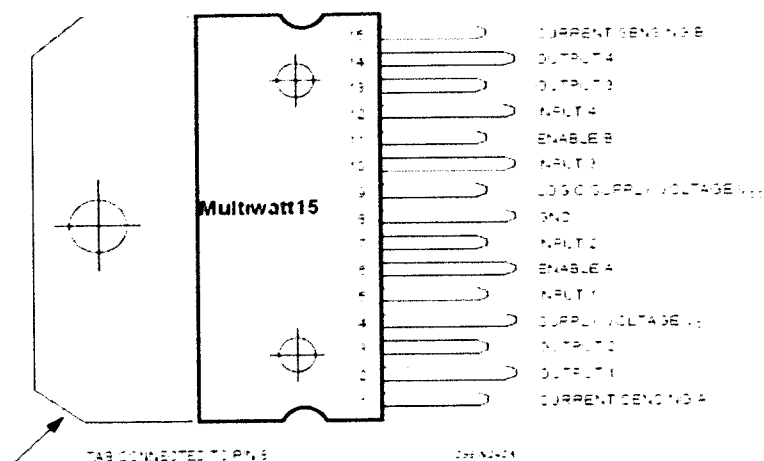 15 CURRENT SENSING B
14 OUTPUT 4
13 OUTPUT 3
12 INPUT 4
11 ENABLE B
10 INPUT 3
9 LOGIC SUPPLY VOLTAGE VSS
Multiwatt15
8 GND
7 INPUT 2
6 ENABLE A
5 INPUT 1
4 SUPPLY VOLTAGE VS
3 OUTPUT 2
2 OUTPUT 1
1 CURRENT SENSING A
TAB CONNECTED TO PIN 8